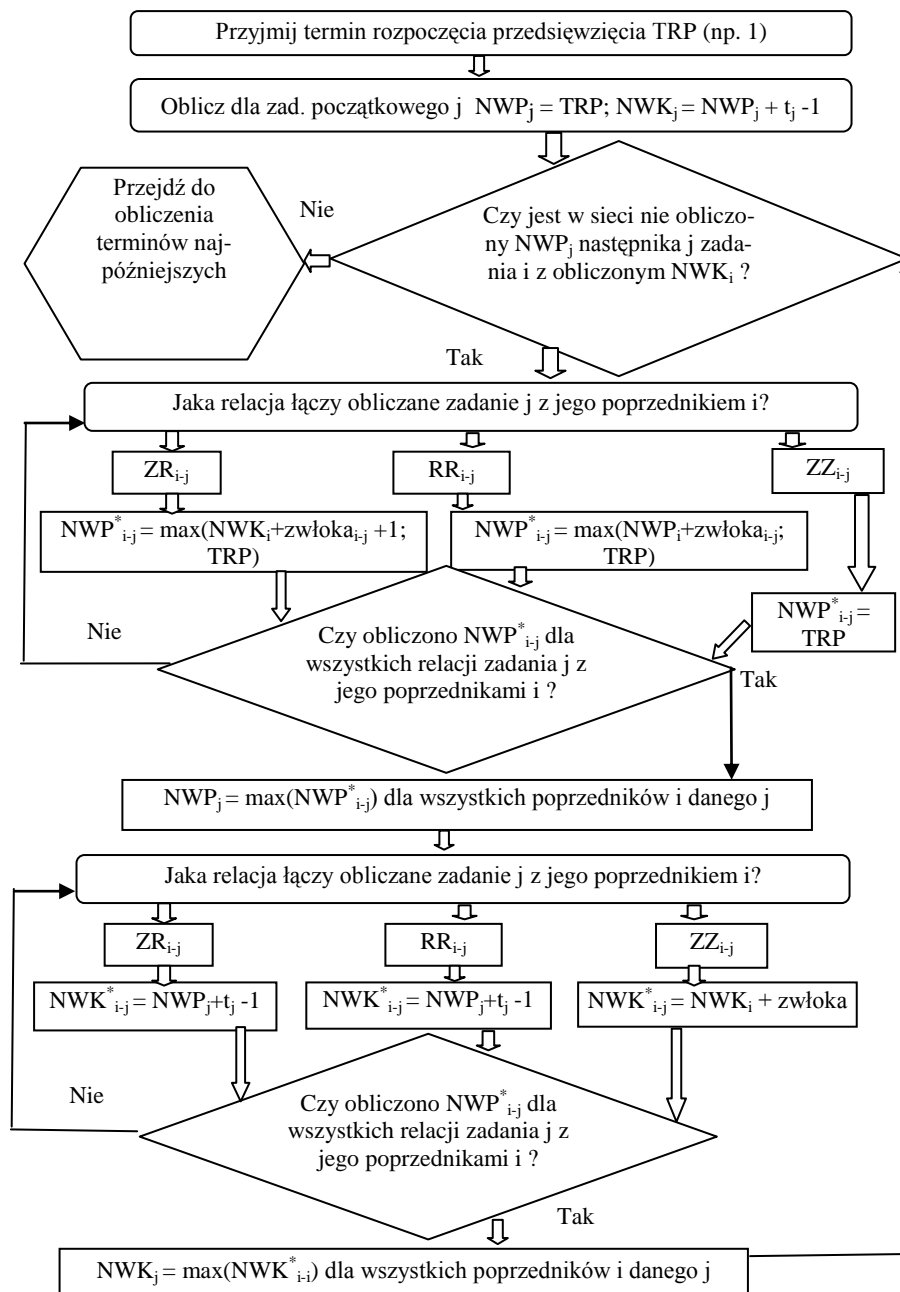 Przyjmij termin rozpoczęcia przedsięwzięcia TRP (np. 1)
Oblicz dla zad. początkowego j NWPj = TRP; NWKj = NWPj + tj -1
Przejdź do
obliczenia
terminów naj-
późniejszych
Nie
Czy jest w sieci nie obliczo-
ny NWPj następnika j zada-
nia i z obliczonym NWKi ?
Tak
Jaka relacja łączy obliczane zadanie j z jego poprzednikiem i?
ZRi-j
RRi-j
ZZi-j
NWP*i-j = max(NWKi+zwłokai-j +1;
TRP)
NWP*i-j = max(NWPi+zwłokai-j;
TRP)
NWP*i-j =
TRP
Nie
Czy obliczono NWP*i-j dla
wszystkich relacji zadania j z
jego poprzednikami i ?
Tak
NWPj = max(NWP*i-j) dla wszystkich poprzedników i danego j
Jaka relacja łączy obliczane zadanie j z jego poprzednikiem i?
ZRi-j
RRi-j
ZZi-j
NWK*i-j = NWPj+tj -1
NWK*i-j = NWPj+tj -1
NWK*i-j = NWKi + zwłoka
Nie
Czy obliczono NWP*i-j dla
wszystkich relacji zadania j z
jego poprzednikami i ?
Tak
NWKj = max(NWK*i-i) dla wszystkich poprzedników i danego j